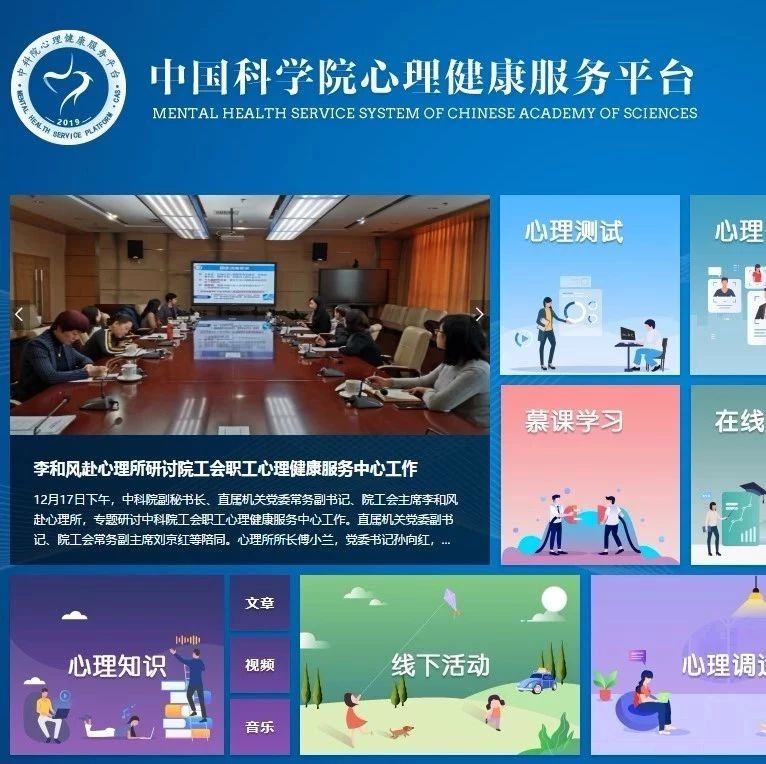 中科院心理健康服务平台
MENTAL HEALTH SERVICE PLATFORM · CAS
2019
中国科学院心理健康服务平台
MENTAL HEALTH SERVICE SYSTEM OF CHINESE ACADEMY OF SCIENCES
心理测试
心理
李和风赴心理所研讨院工会职工心理健康服务中心工作
12月17日下午，中科院副秘书长、直属机关党委常务副书记、院工会主席李和风
赴心理所，专题研讨中科院工会职工心理健康服务中心工作。直属机关党委副书
记、院工会常务副主席刘京红等陪同。心理所所长傅小兰，党委书记孙向红，...
慕课学习
在线
心理知识
文章
视频
音乐
线下活动
心理调